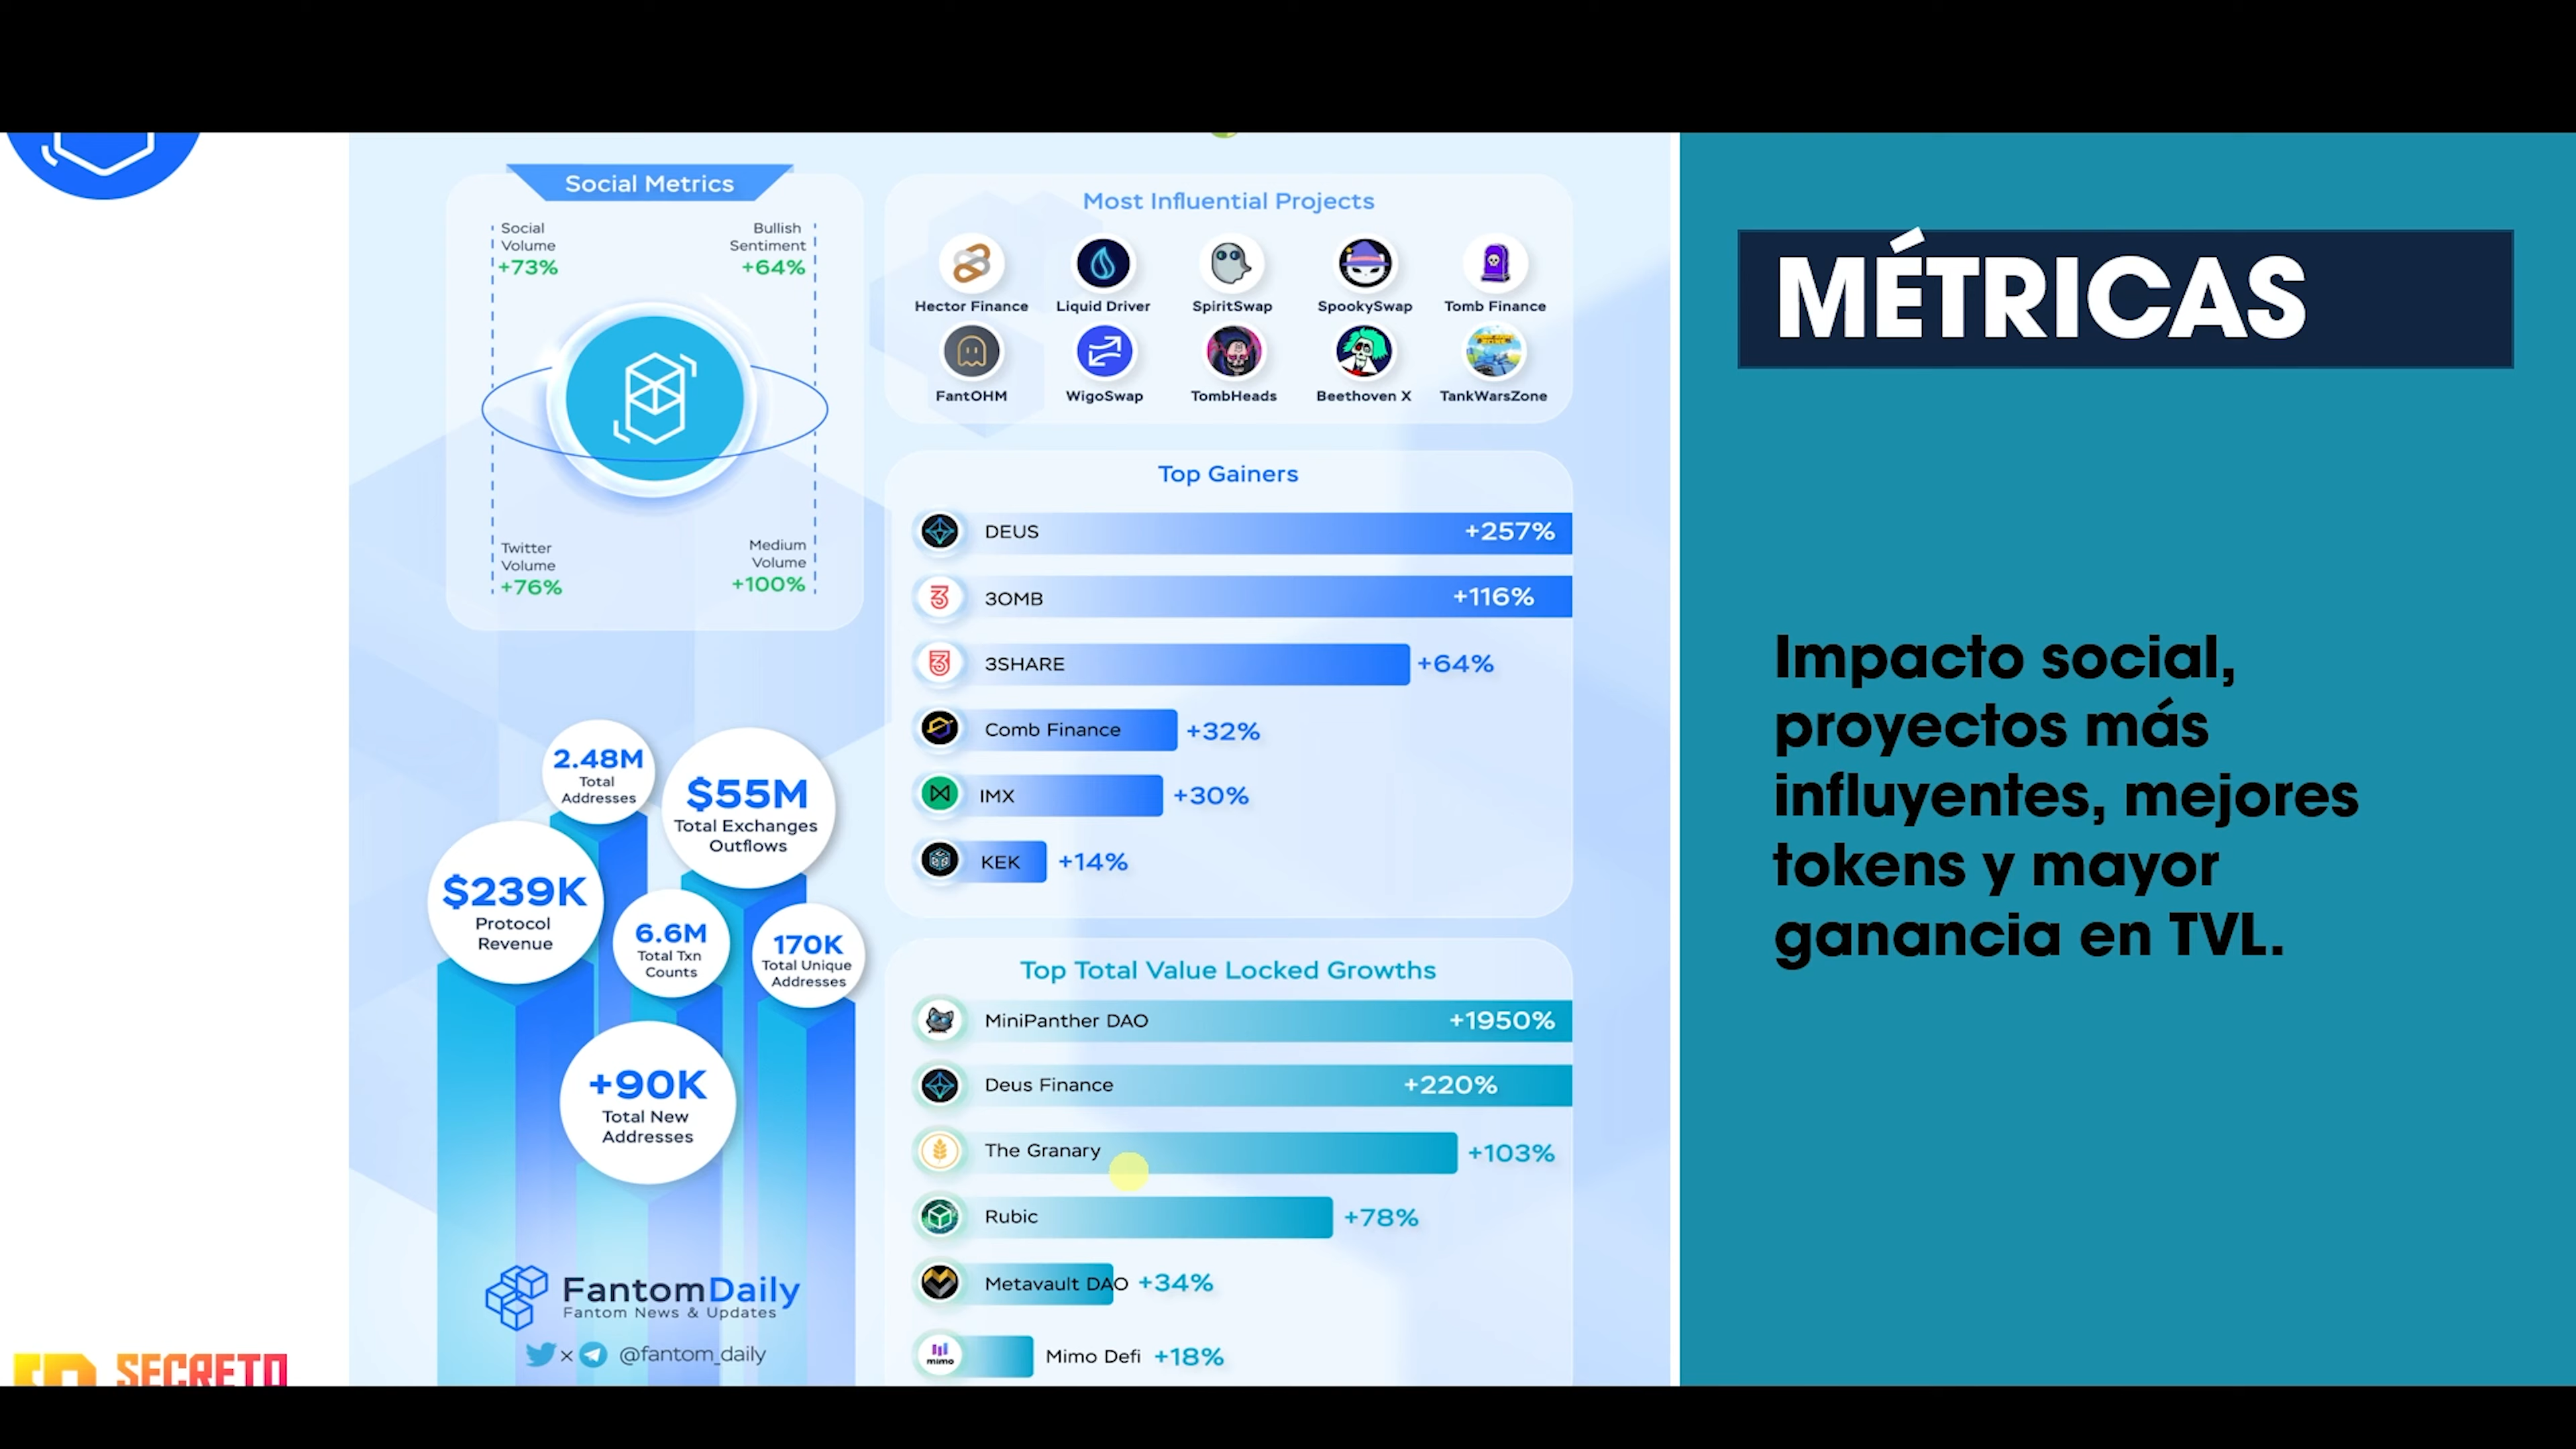 Social Metrics
Social
Volume
+73%
Bullish
Sentiment
+64%
Twitter
Volume
+76%
Medium
Volume
+100%
2.48M
Total
Addresses
$55M
Total Exchanges
Outflows
$239K
Protocol
Revenue
6.6M
Total Txn
Counts
170K
Total Unique
Addresses
+90K
Total New
Addresses
FantomDaily
Fantom News & Updates
x @fantom_daily
SECRETO
Most Influential Projects
Hector Finance Liquid Driver SpiritSwap SpookySwap Tomb Finance
FantOHM WigoSwap TombHeads Beethoven X TankWarsZone
Top Gainers
DEUS +257%
3OMB +116%
3SHARE +64%
Comb Finance +32%
IMX +30%
KEK +14%
Top Total Value Locked Growths
MiniPanther DAO +1950%
Deus Finance +220%
The Granary +103%
Rubic +78%
Metavault DAO +34%
mimo Mimo Defi +18%
MÉTRICAS
Impacto social,
proyectos más
influyentes, mejores
tokens y mayor
ganancia en TVL.